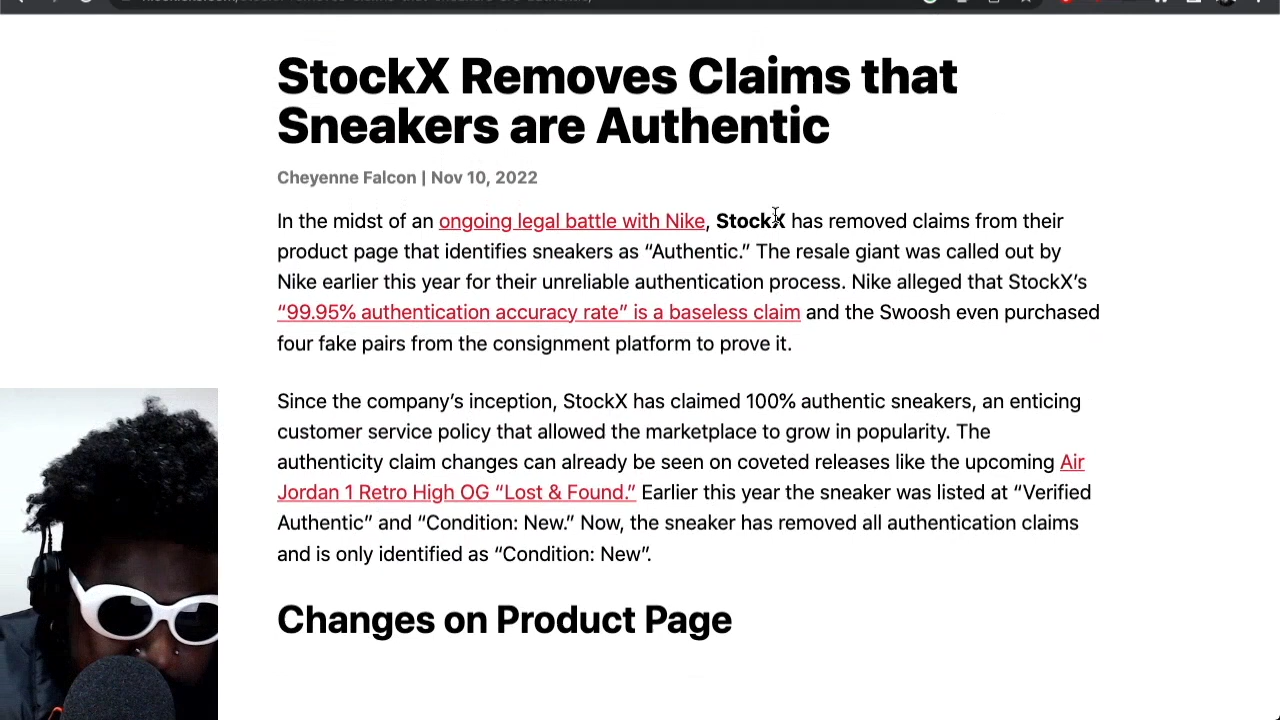 StockX Removes Claims that
Sneakers are Authentic
Cheyenne Falcon | Nov 10, 2022
In the midst of an ongoing legal battle with Nike, StockX has removed claims from their
product page that identifies sneakers as “Authentic.” The resale giant was called out by
Nike earlier this year for their unreliable authentication process. Nike alleged that StockX’s
“99.95% authentication accuracy rate” is a baseless claim and the Swoosh even purchased
four fake pairs from the consignment platform to prove it.
Since the company’s inception, StockX has claimed 100% authentic sneakers, an enticing
customer service policy that allowed the marketplace to grow in popularity. The
authenticity claim changes can already be seen on coveted releases like the upcoming Air
Jordan 1 Retro High OG “Lost & Found.” Earlier this year the sneaker was listed at “Verified
Authentic” and “Condition: New.” Now, the sneaker has removed all authentication claims
and is only identified as “Condition: New”.
Changes on Product Page